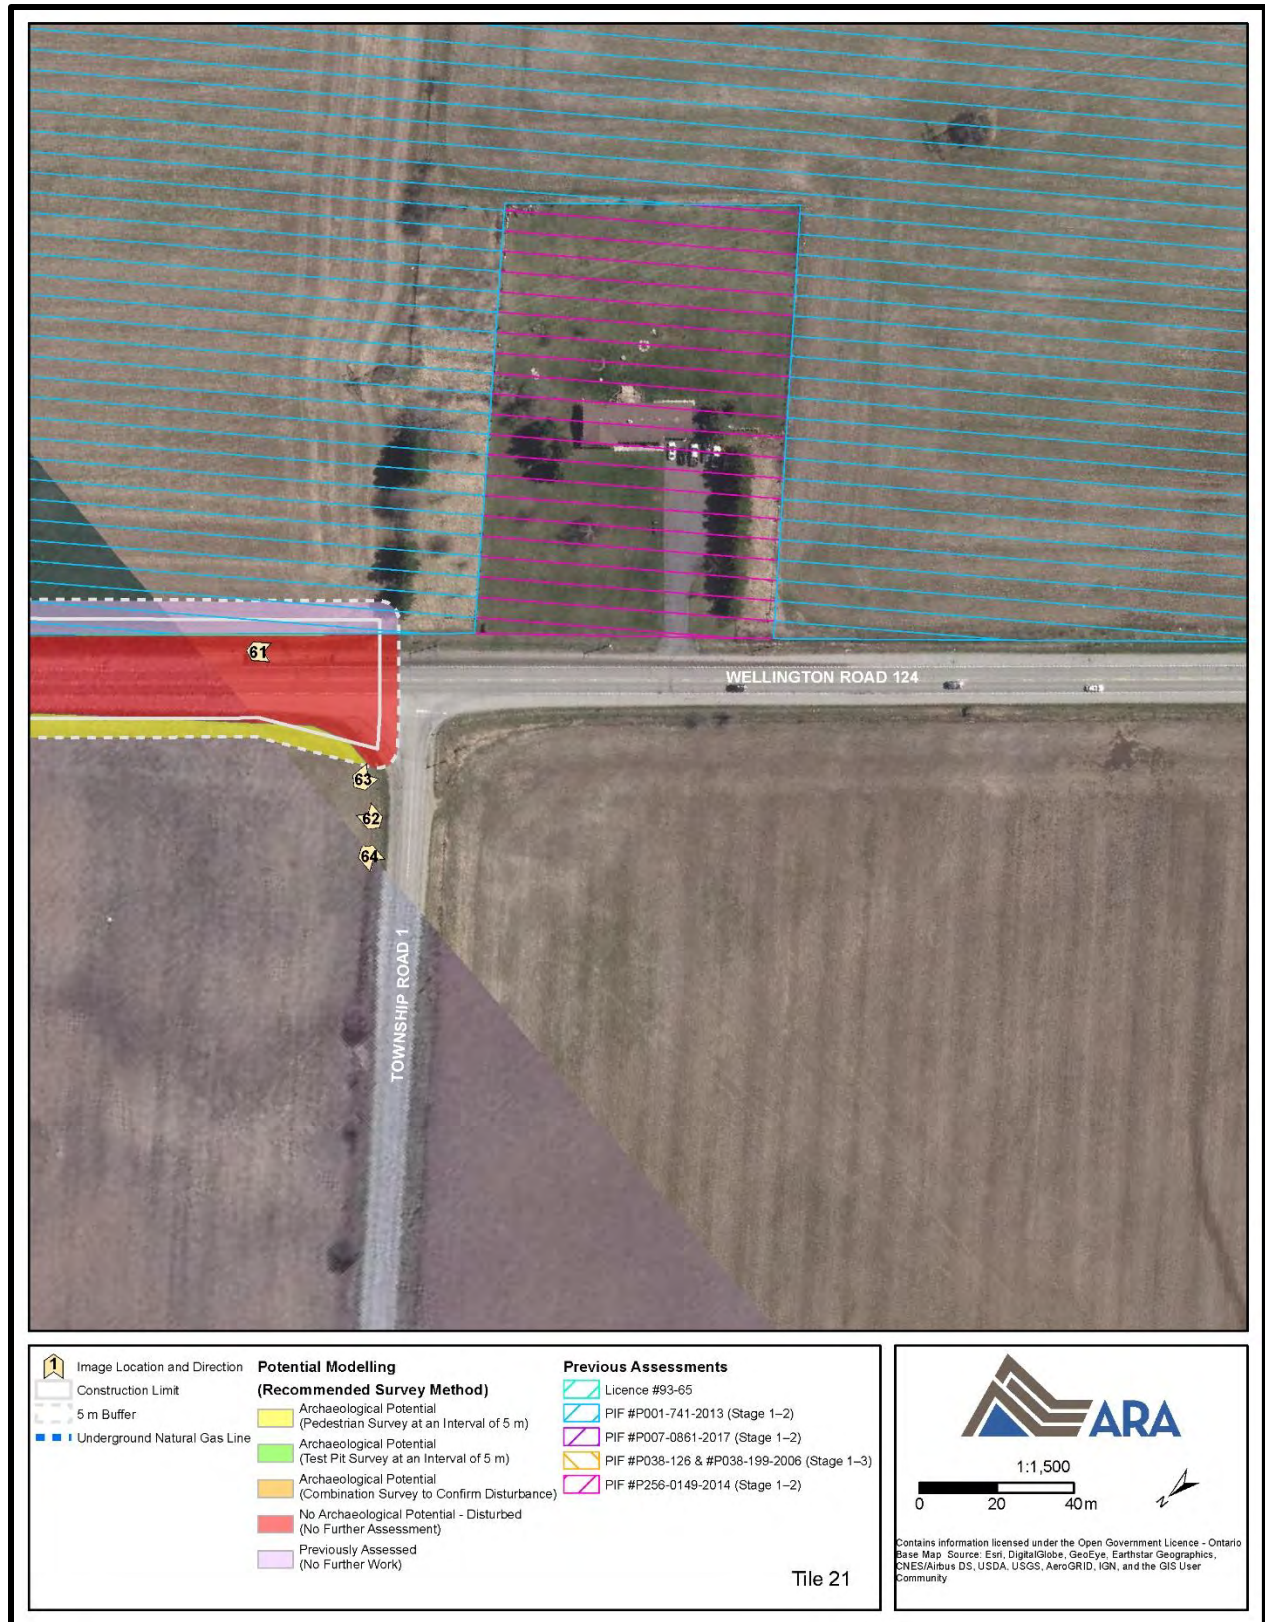 61
WELLINGTON ROAD 124
63
62
64
TOWNSHIP ROAD 1
1 Image Location and Direction
Construction Limit
5 m Buffer
Underground Natural Gas Line
Potential Modelling
(Recommended Survey Method)
Archaeological Potential
(Pedestrian Survey at an Interval of 5 m)
Archaeological Potential
(Test Pit Survey at an Interval of 5 m)
Archaeological Potential
(Combination Survey to Confirm Disturbance)
No Archaeological Potential - Disturbed
(No Further Assessment)
Previously Assessed
(No Further Work)
Previous Assessments
Licence #93-65
PIF #P001-741-2013 (Stage 1–2)
PIF #P007-0861-2017 (Stage 1–2)
PIF #P038-126 & #P038-199-2006 (Stage 1–3)
PIF #P256-0149-2014 (Stage 1–2)
Tile 21
ARA
1:1,500
0 20 40 m
N
Contains information licensed under the Open Government Licence - Ontario
Base Map Source: Esri, DigitalGlobe, GeoEye, Earthstar Geographics,
CNES/Airbus DS, USDA, USGS, AeroGRID, IGN, and the GIS User
Community